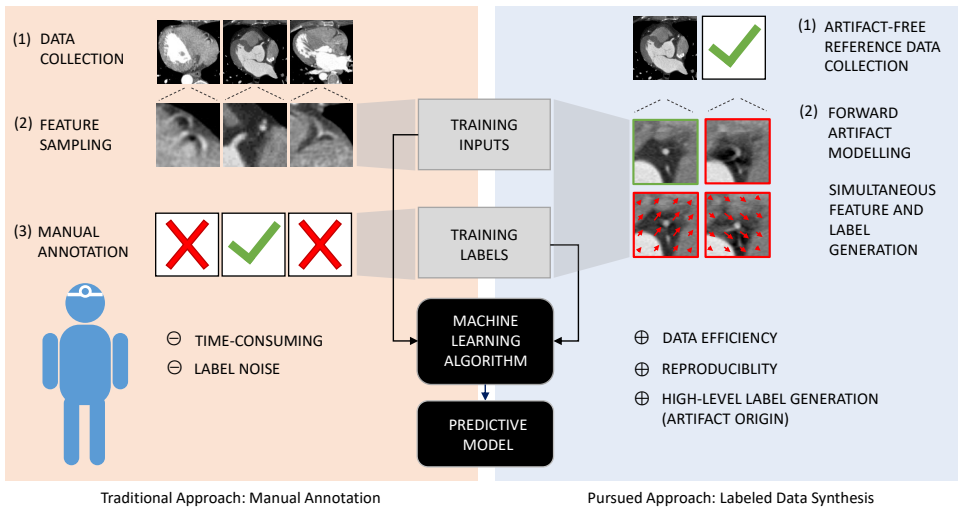 (1) DATA
COLLECTION
(2) FEATURE
SAMPLING
(3) MANUAL
ANNOTATION
⊖ TIME-CONSUMING
⊖ LABEL NOISE
TRAINING
INPUTS
TRAINING
LABELS
MACHINE
LEARNING
ALGORITHM
PREDICTIVE
MODEL
(1) ARTIFACT-FREE
REFERENCE DATA
COLLECTION
(2) FORWARD
ARTIFACT
MODELLING
SIMULTANEOUS
FEATURE AND
LABEL
GENERATION
⊕ DATA EFFICIENCY
⊕ REPRODUCIBLITY
⊕ HIGH-LEVEL LABEL GENERATION
(ARTIFACT ORIGIN)
Traditional Approach: Manual Annotation
Pursued Approach: Labeled Data Synthesis